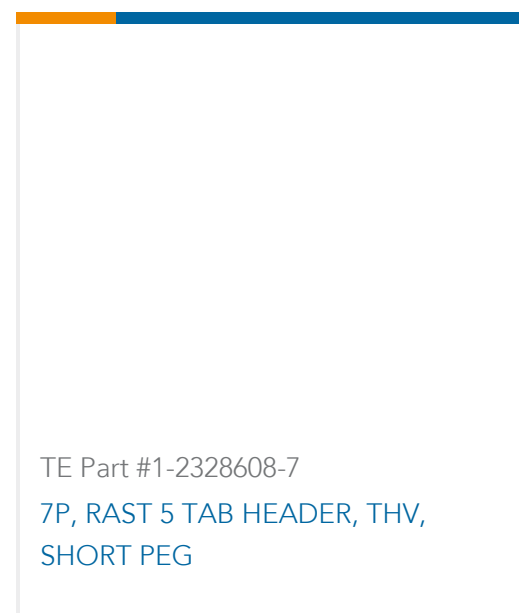 TE Part #1-2328608-7
7P, RAST 5 TAB HEADER, THV,
SHORT PEG